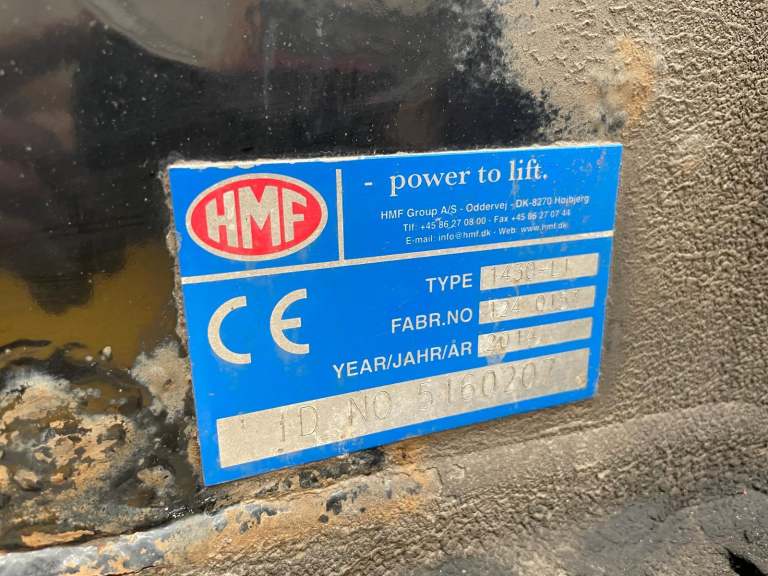 HMF
- power to lift.
HMF Group A/S - Oddervej - DK-8270 Højbjerg
Tlf: +45 86 27 08 00 - Fax +45 86 27 07 44
E-mail: info@hmf.dk - Web: www.hmf.dk
CE
TYPE
FABR.NO 124
YEAR/JAHR/ÅR 2014
ID NO 5160207